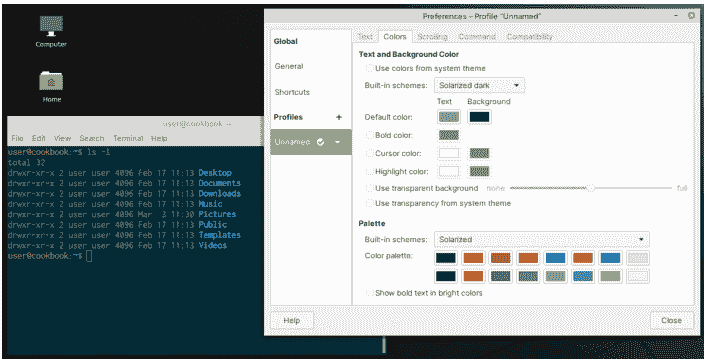 Computer
Home
user@cookbook: ~
File Edit View Search Terminal Help
user@cookbook:~$ ls -l
total 32
drwxr-xr-x 2 user user 4096 Feb 17 11:13 Desktop
drwxr-xr-x 2 user user 4096 Feb 17 11:13 Documents
drwxr-xr-x 2 user user 4096 Feb 17 11:13 Downloads
drwxr-xr-x 2 user user 4096 Feb 17 11:13 Music
drwxr-xr-x 2 user user 4096 Mar 3 11:30 Pictures
drwxr-xr-x 2 user user 4096 Feb 17 11:13 Public
drwxr-xr-x 2 user user 4096 Feb 17 11:13 Templates
drwxr-xr-x 2 user user 4096 Feb 17 11:13 Videos
user@cookbook:~$
Preferences – Profile "Unnamed"
Global
General
Shortcuts
Profiles +
Unnamed
Text Colors Scrolling Command Compatibility
Text and Background Color
Use colors from system theme
Built-in schemes: Solarized dark
Text Background
Default color:
Bold color:
Cursor color:
Highlight color:
Use transparent background none full
Use transparency from system theme
Palette
Built-in schemes: Solarized
Color palette:
Show bold text in bright colors
Help Close